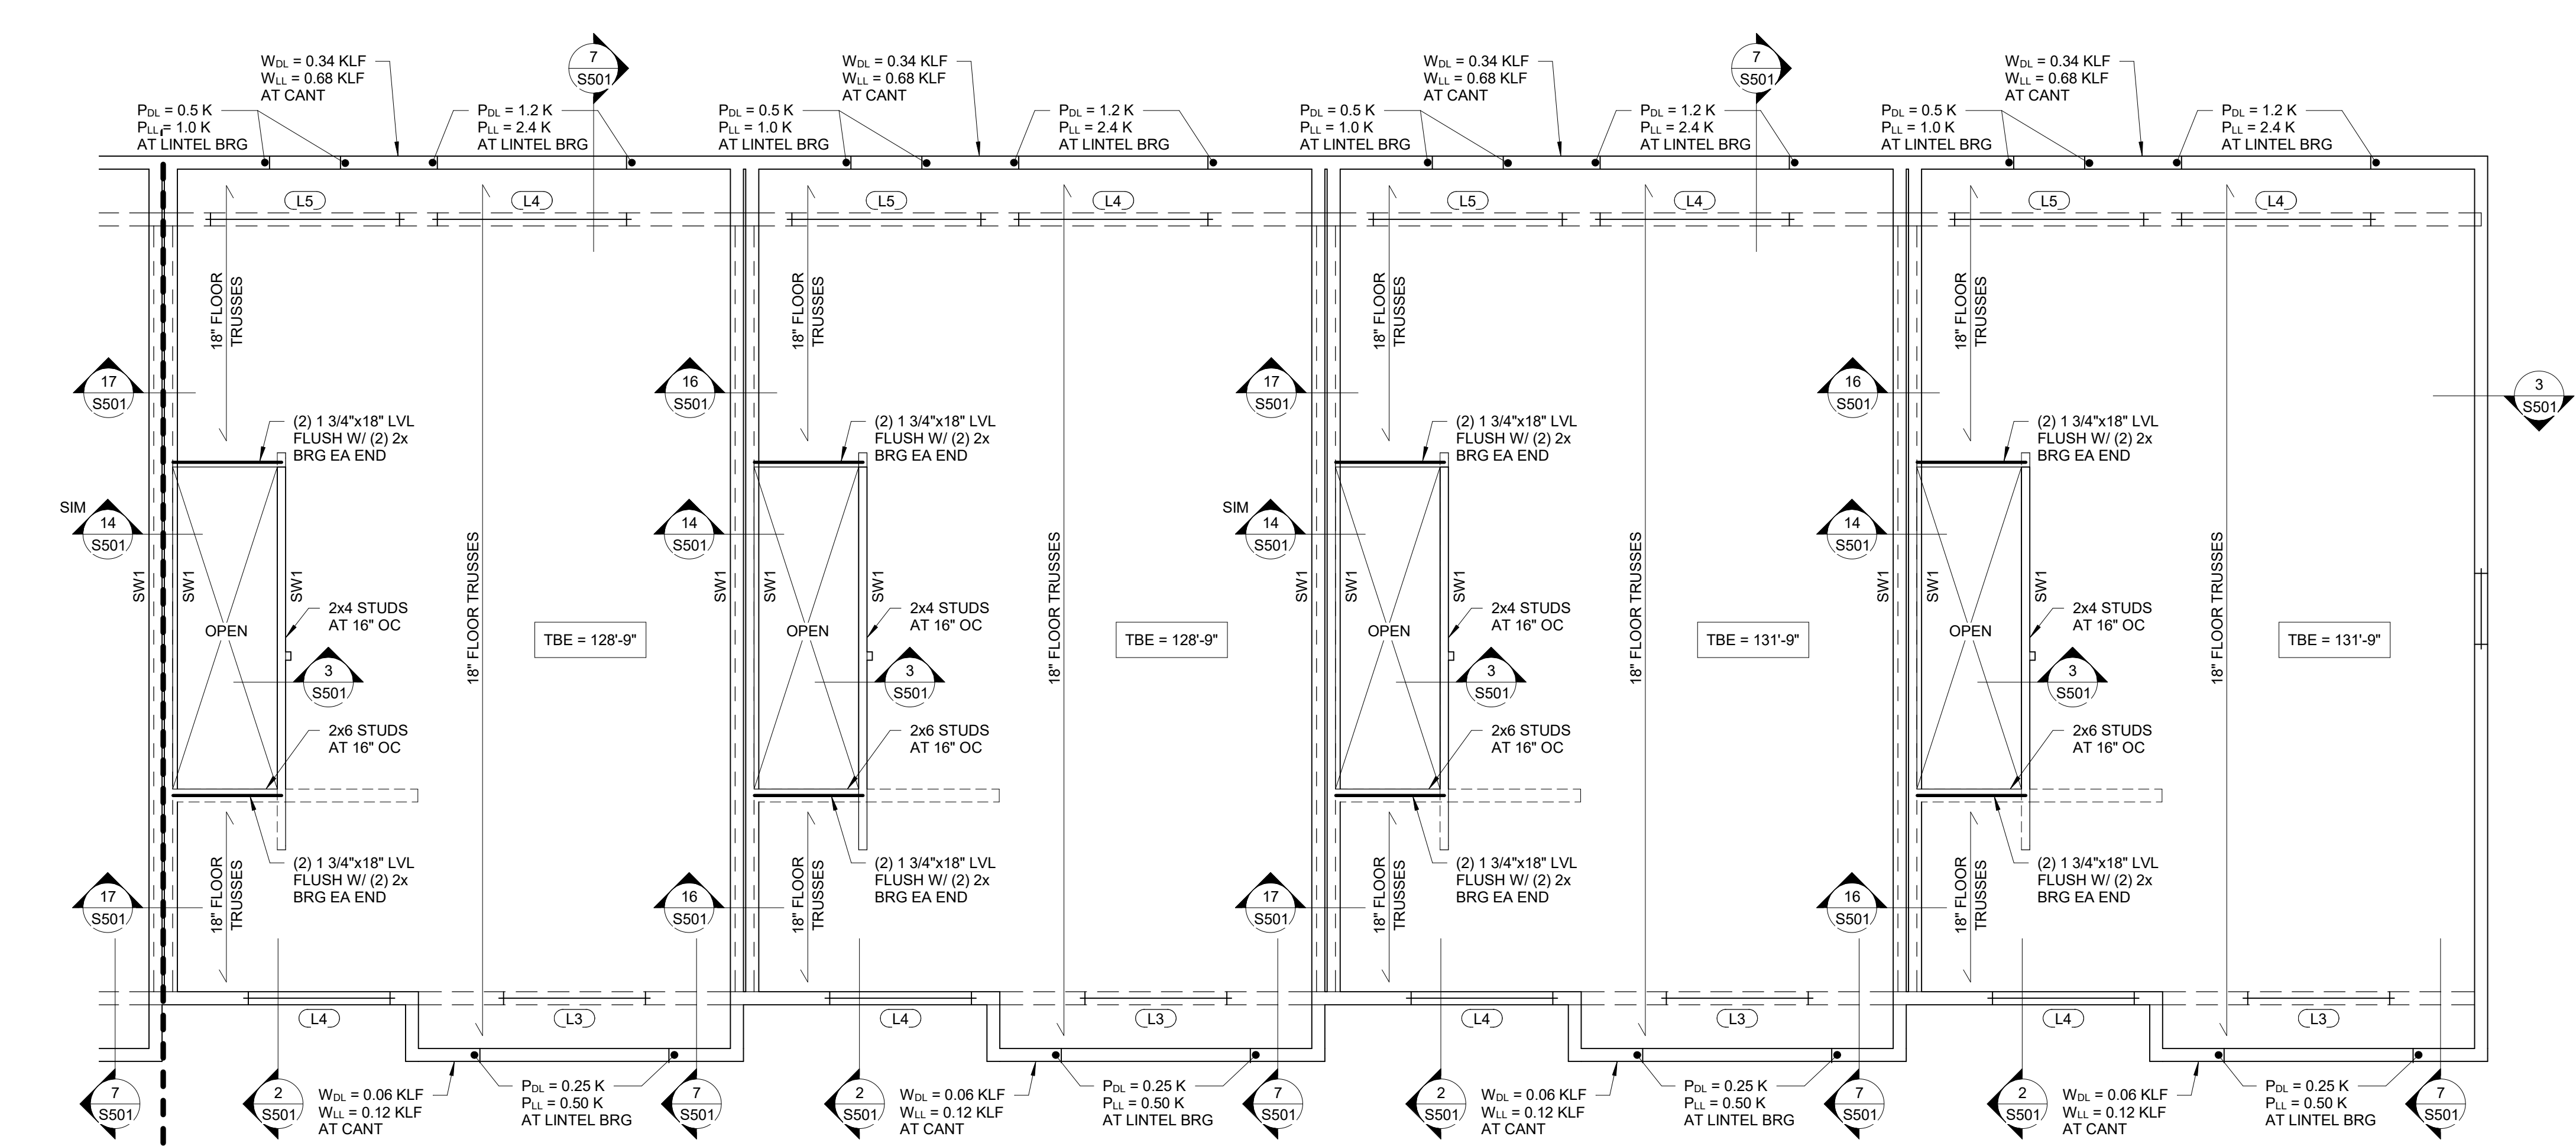 WDL = 0.34 KLF
WLL = 0.68 KLF
AT CANT
7
S501
WDL = 0.34 KLF
WLL = 0.68 KLF
AT CANT
WDL = 0.34 KLF
WLL = 0.68 KLF
AT CANT
7
S501
WDL = 0.34 KLF
WLL = 0.68 KLF
AT CANT
PDL = 0.5 K
PLL = 1.0 K
AT LINTEL BRG
PDL = 1.2 K
PLL = 2.4 K
AT LINTEL BRG
PDL = 0.5 K
PLL = 1.0 K
AT LINTEL BRG
PDL = 1.2 K
PLL = 2.4 K
AT LINTEL BRG
PDL = 0.5 K
PLL = 1.0 K
AT LINTEL BRG
PDL = 1.2 K
PLL = 2.4 K
AT LINTEL BRG
PDL = 0.5 K
PLL = 1.0 K
AT LINTEL BRG
PDL = 1.2 K
PLL = 2.4 K
AT LINTEL BRG
L5
L4
L5
L4
L5
L4
L5
L4
18" FLOOR
TRUSSES
18" FLOOR
TRUSSES
18" FLOOR
TRUSSES
18" FLOOR
TRUSSES
17
S501
16
S501
17
S501
16
S501
3
S501
(2) 1 3/4"x18" LVL
FLUSH W/ (2) 2x
BRG EA END
(2) 1 3/4"x18" LVL
FLUSH W/ (2) 2x
BRG EA END
(2) 1 3/4"x18" LVL
FLUSH W/ (2) 2x
BRG EA END
(2) 1 3/4"x18" LVL
FLUSH W/ (2) 2x
BRG EA END
SIM
14
S501
14
S501
SIM
14
S501
14
S501
SW1
SW1
SW1
18" FLOOR TRUSSES
SW1
SW1
SW1
18" FLOOR TRUSSES
SW1
SW1
SW1
18" FLOOR TRUSSES
SW1
SW1
SW1
18" FLOOR TRUSSES
2x4 STUDS
AT 16" OC
2x4 STUDS
AT 16" OC
2x4 STUDS
AT 16" OC
2x4 STUDS
AT 16" OC
OPEN
TBE = 128'-9"
OPEN
TBE = 128'-9"
OPEN
TBE = 131'-9"
OPEN
TBE = 131'-9"
3
S501
3
S501
3
S501
3
S501
2x6 STUDS
AT 16" OC
2x6 STUDS
AT 16" OC
2x6 STUDS
AT 16" OC
2x6 STUDS
AT 16" OC
18" FLOOR
TRUSSES
18" FLOOR
TRUSSES
18" FLOOR
TRUSSES
18" FLOOR
TRUSSES
(2) 1 3/4"x18" LVL
FLUSH W/ (2) 2x
BRG EA END
(2) 1 3/4"x18" LVL
FLUSH W/ (2) 2x
BRG EA END
(2) 1 3/4"x18" LVL
FLUSH W/ (2) 2x
BRG EA END
(2) 1 3/4"x18" LVL
FLUSH W/ (2) 2x
BRG EA END
17
S501
16
S501
17
S501
16
S501
L4
L3
L4
L3
L4
L3
L4
L3
7
S501
2
S501
WDL = 0.06 KLF
WLL = 0.12 KLF
AT CANT
PDL = 0.25 K
PLL = 0.50 K
AT LINTEL BRG
7
S501
2
S501
WDL = 0.06 KLF
WLL = 0.12 KLF
AT CANT
PDL = 0.25 K
PLL = 0.50 K
AT LINTEL BRG
7
S501
2
S501
WDL = 0.06 KLF
WLL = 0.12 KLF
AT CANT
PDL = 0.25 K
PLL = 0.50 K
AT LINTEL BRG
7
S501
2
S501
WDL = 0.06 KLF
WLL = 0.12 KLF
AT CANT
PDL = 0.25 K
PLL = 0.50 K
AT LINTEL BRG
7
S501